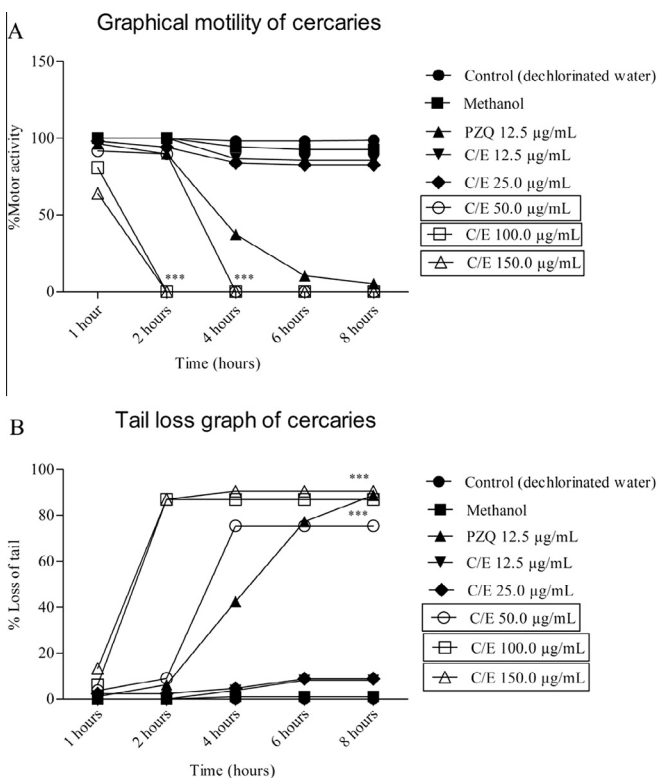 A
Graphical motility of cercaries
150
100
50
0
%Motor activity
1 hour
2 hours
4 hours
6 hours
8 hours
Time (hours)
***
***
Control (dechlorinated water)
Methanol
PZQ 12.5 µg/mL
C/E 12.5 µg/mL
C/E 25.0 µg/mL
C/E 50.0 µg/mL
C/E 100.0 µg/mL
C/E 150.0 µg/mL
B
Tail loss graph of cercaries
100
80
60
40
20
0
% Loss of tail
1 hours
2 hours
4 hours
6 hours
8 hours
Time (hours)
***
***
Control (dechlorinated water)
Methanol
PZQ 12.5 µg/mL
C/E 12.5 µg/mL
C/E 25.0 µg/mL
C/E 50.0 µg/mL
C/E 100.0 µg/mL
C/E 150.0 µg/mL